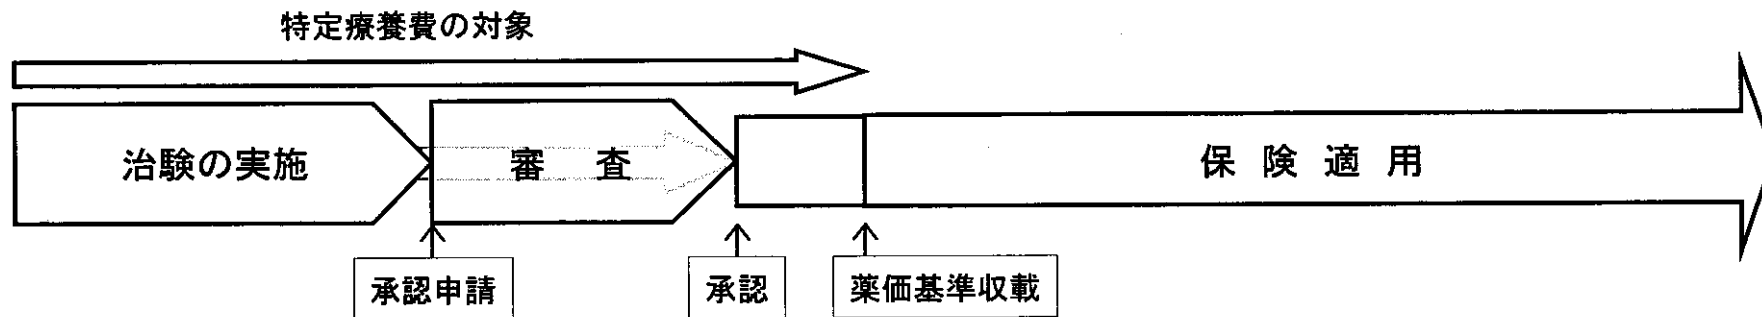 特定療養費の対象
治験の実施
審査
保険適用
承認申請
承認
薬価基準収載